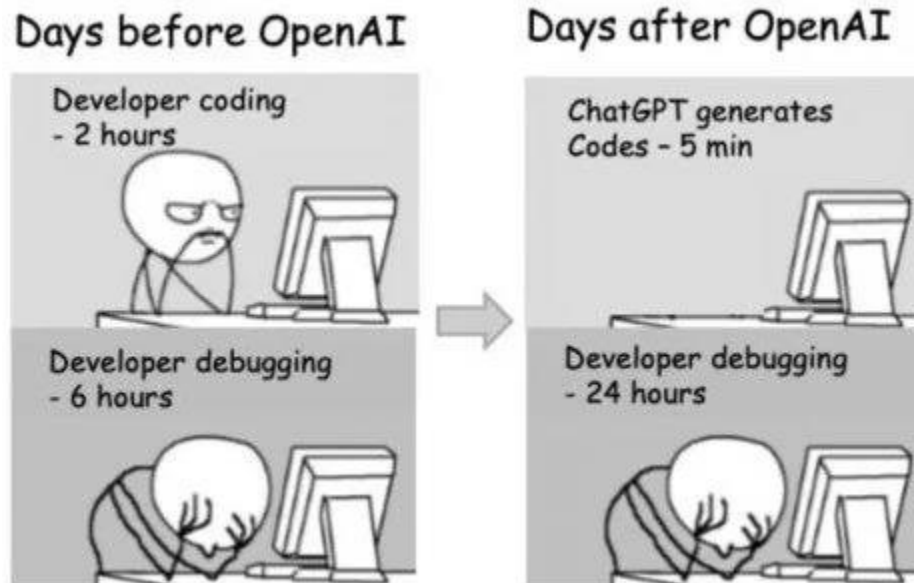 Days before OpenAI
Developer coding
- 2 hours
Developer debugging
- 6 hours
Days after OpenAI
ChatGPT generates
Codes - 5 min
Developer debugging
- 24 hours